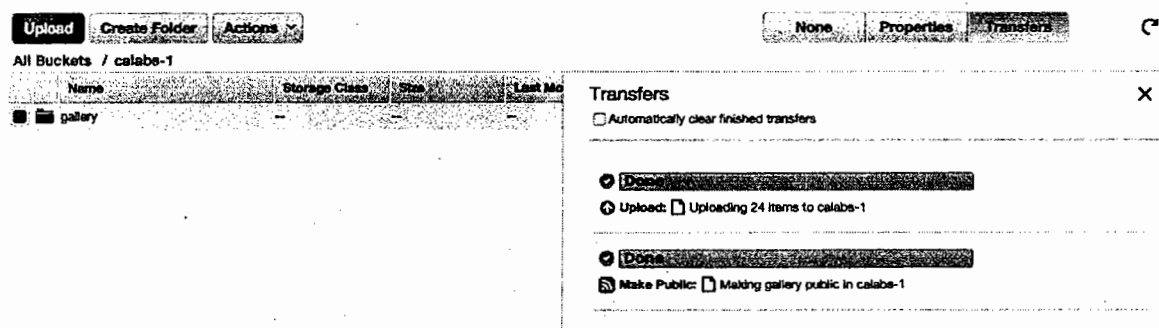 Upload Create Folder Actions None Properties Transfers
All Buckets / calabs-1
Name Storage Class Size Last Mo
gallery -- -- --
Transfers
Automatically clear finished transfers
Done
Upload: Uploading 24 items to calabs-1
Done
Make Public: Making gallery public in calabs-1